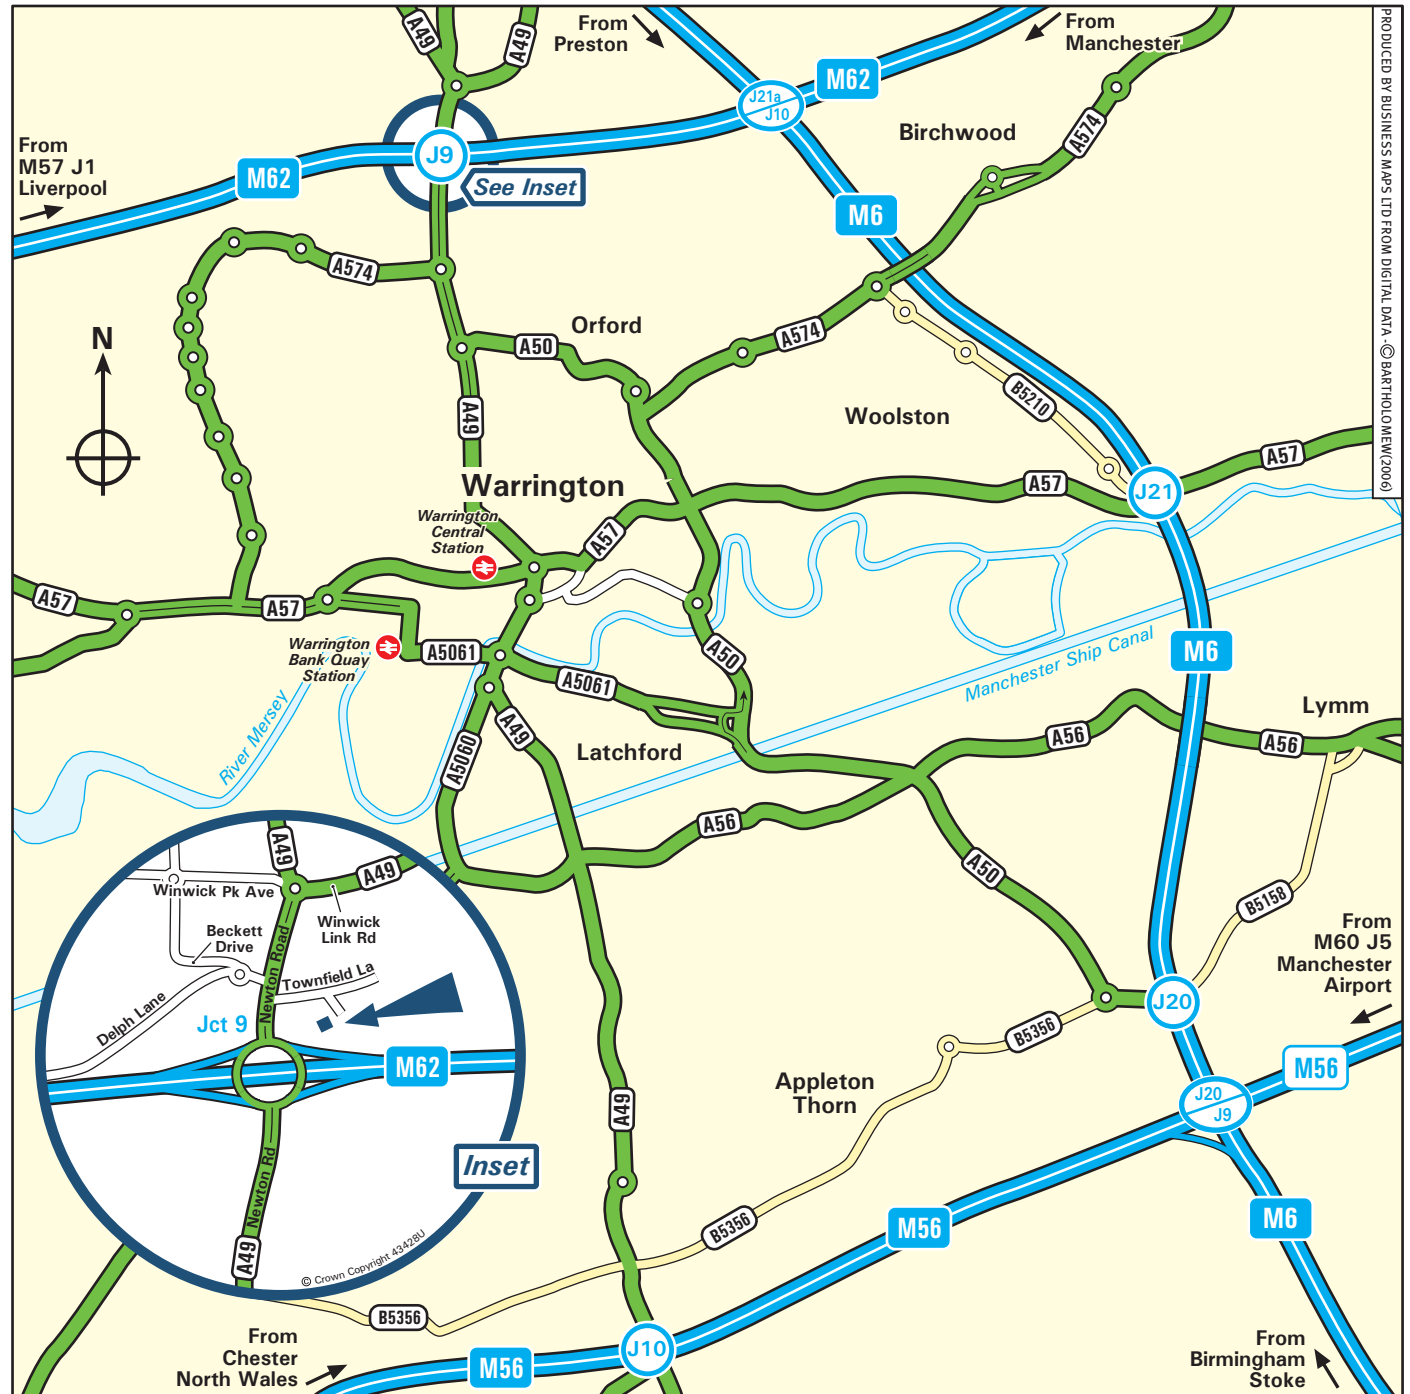 A49
A49
From
Preston
From
Manchester
M62
J21a
J10
Birchwood
A574
From
M57 J1
Liverpool
M62
J9
See Inset
M6
A574
N
A50
Orford
A574
B5210
A49
Woolston
Warrington
A57
A57
J21
Warrington
Central
Station
A57
A57
A57
Warrington
Bank Quay
Station
A5061
A5061
A50
Manchester Ship Canal
M6
River Mersey
A5060
A49
Latchford
A56
Lymm
A56
A56
A50
B5158
From
M60 J5
Manchester
Airport
J20
B5356
M56
J20
J9
Appleton
Thorn
A49
M6
M56
B5356
B5356
From
Chester
North Wales
M56
J10
From
Birmingham
Stoke
A49
A49
Winwick Pk Ave
Winwick
Link Rd
Beckett
Drive
Newton Road
Townfield La
Delph Lane
Jct 9
M62
Newton Rd
A49
Inset
© Crown Copyright 43428U
PRODUCED BY BUSINESS MAPS LTD FROM DIGITAL DATA - © BARTHOLOMEW(2006)